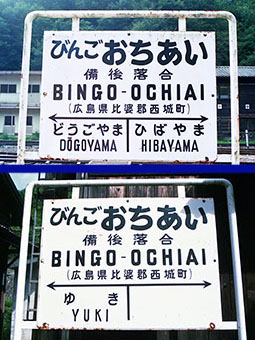 びんごおちあい
備後落合
BINGO-OCHIAI
(広島県比婆郡西城町)
どうごやま ひばやま
DŌGOYAMA HIBAYAMA
びんごおちあい
備後落合
BINGO-OCHIAI
(広島県比婆郡西城町)
ゆき
YUKI